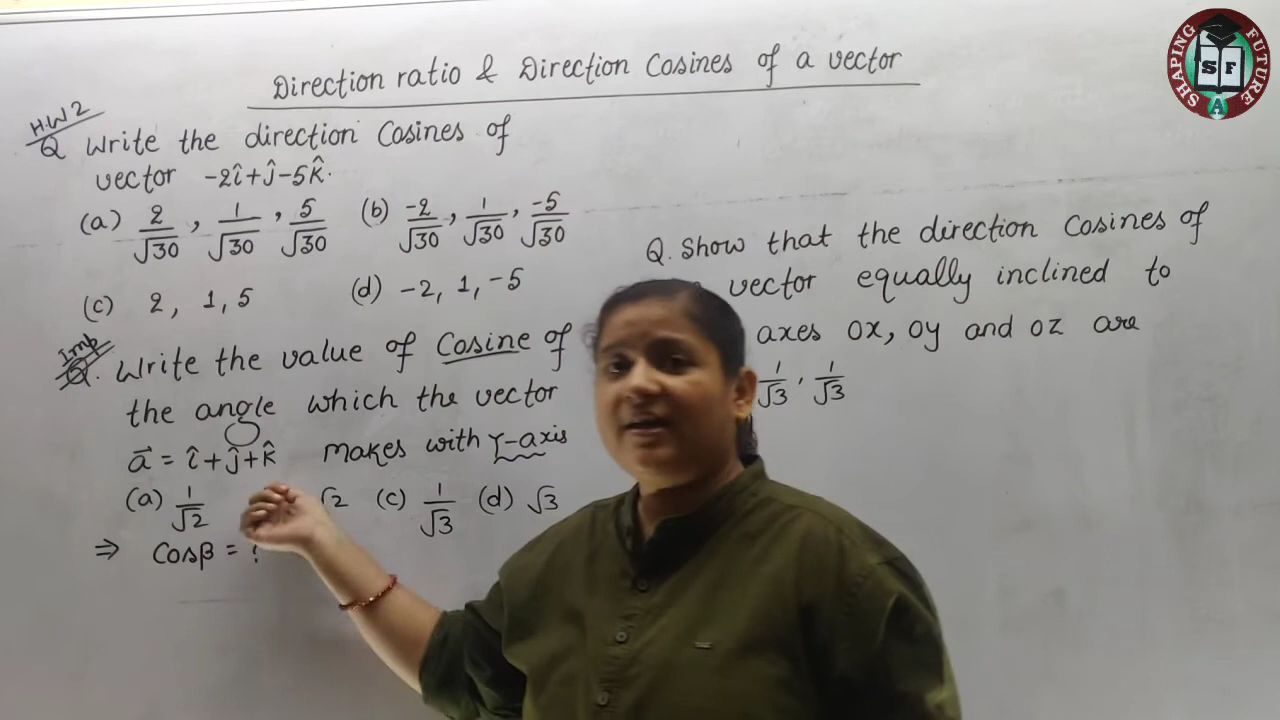 Direction ratio & Direction Cosines of a vector
H.W 2
Q Write the direction Cosines of
vector -2î+ĵ-5k̂.
(a) 2/√30, 1/√30, 5/√30 (b) -2/√30, 1/√30, -5/√30
(c) 2, 1, 5 (d) -2, 1, -5
Imp
Q. Write the value of Cosine of
the angle which the vector
a⃗ = î+ĵ+k̂ makes with Y-axis
(a) 1/√2 √2 (c) 1/√3 (d) √3
⇒ Cosβ = ?
Q. Show that the direction Cosines of
vector equally inclined to
axes OX, OY and OZ are
1/√3, 1/√3
SHAPING FUTURE
S F
A